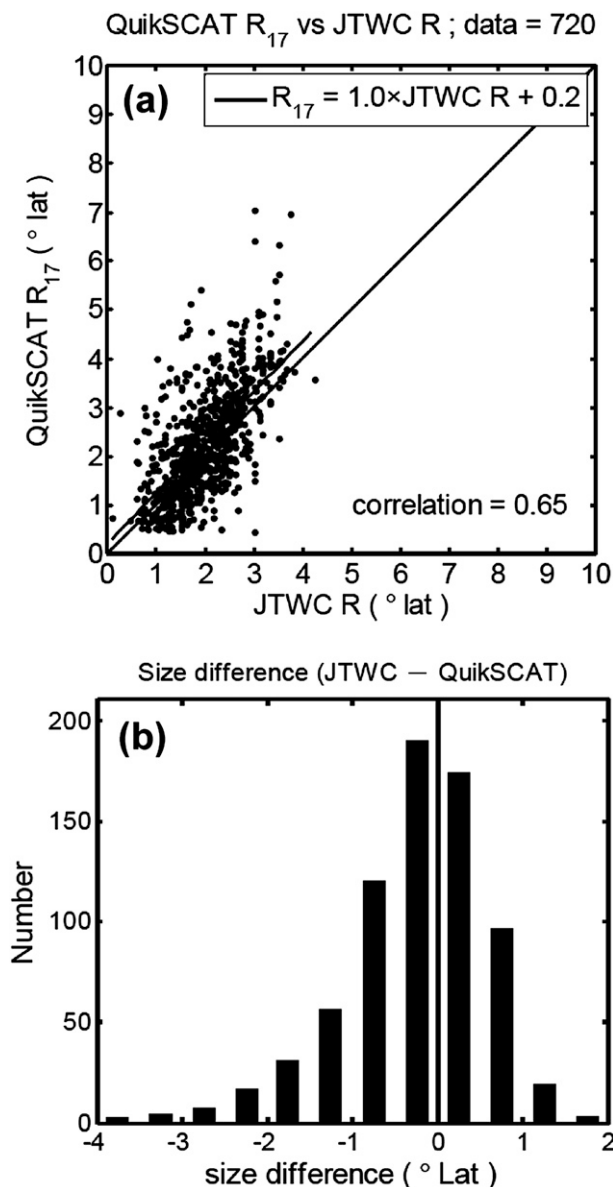 QuikSCAT R17 vs JTWC R ; data = 720
(a)
R17 = 1.0×JTWC R + 0.2
10
9
8
7
6
5
4
3
2
1
0
QuikSCAT R17 ( ° lat)
correlation = 0.65
0 1 2 3 4 5 6 7 8 9 10
JTWC R ( ° lat)
Size difference (JTWC − QuikSCAT)
(b)
200
150
100
50
0
Number
-4 -3 -2 -1 0 1 2
size difference ( ° Lat)